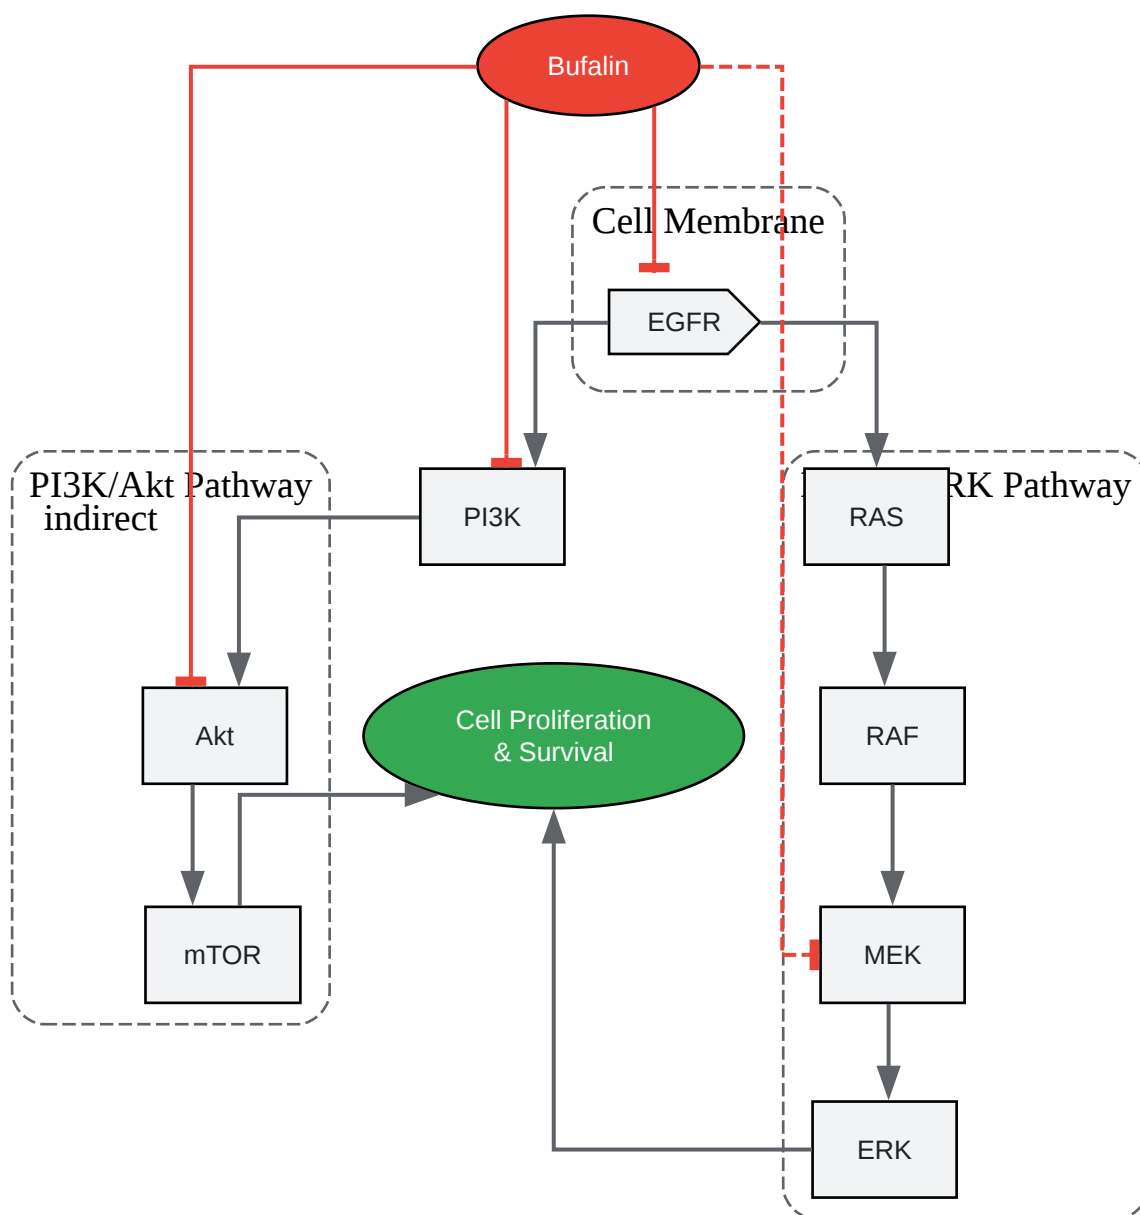 Bufalin
Cell Membrane
EGFR
PI3K/Akt Pathway
indirect
PI3K
RAS
RK Pathway
Akt
Cell Proliferation
& Survival
RAF
mTOR
MEK
ERK